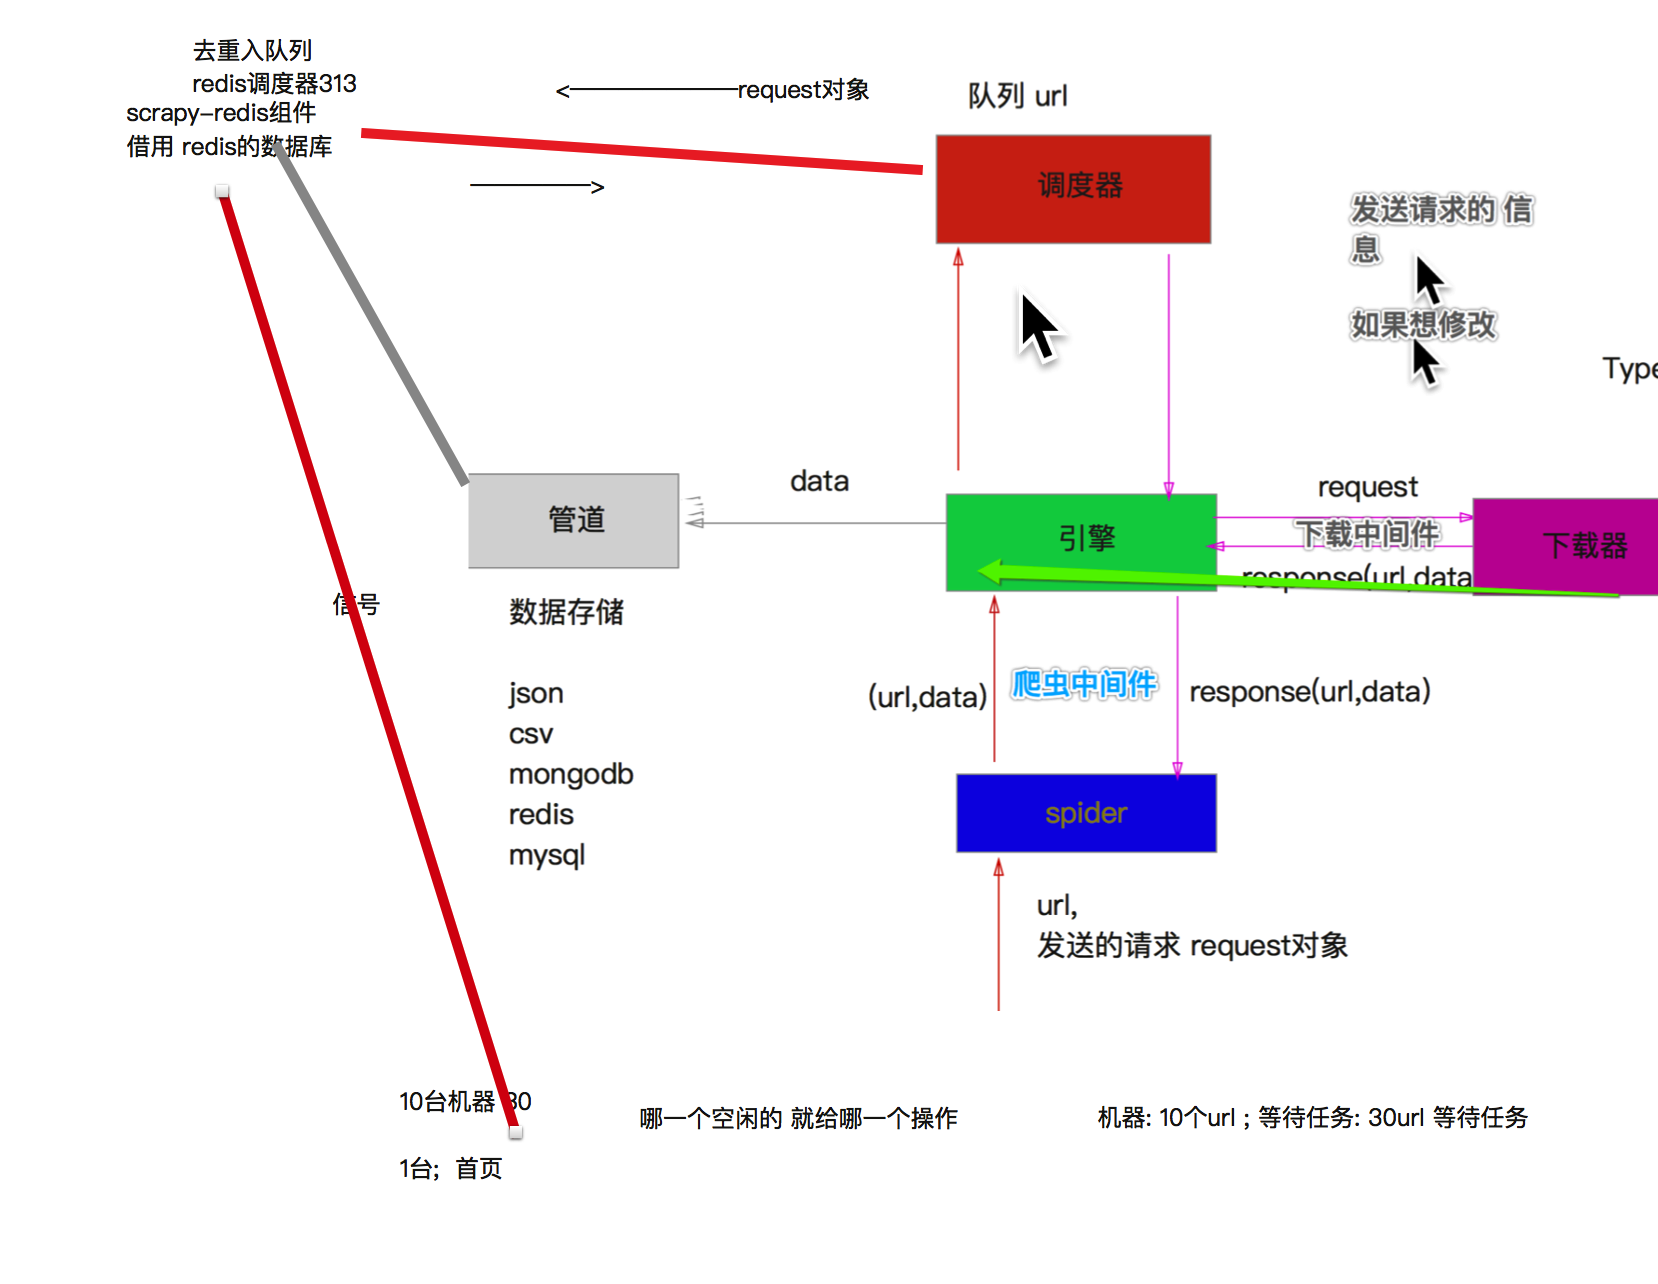 去重入队列
redis调度器313
scrapy-redis组件
借用 redis的数据库
<——————request对象
—————>
队列 url
调度器
发送请求的 信
息
如果想修改
Type
管道
data
引擎
request
下载中间件
response(url,data
下载器
信号
数据存储
json
csv
mongodb
redis
mysql
(url,data)
爬虫中间件
response(url,data)
spider
url,
发送的请求 request对象
10台机器 30
1台；首页
哪一个空闲的 就给哪一个操作
机器: 10个url ; 等待任务: 30url 等待任务